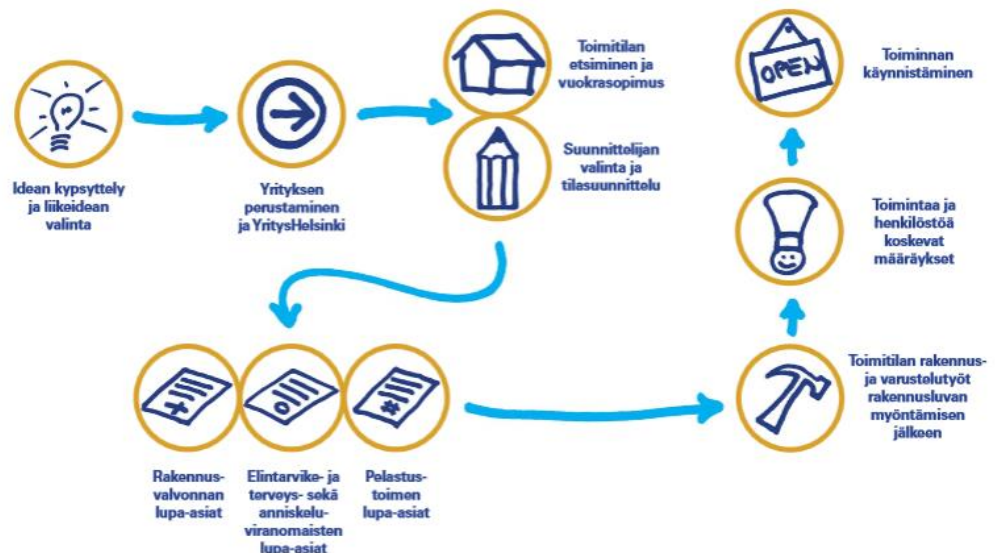 Idean kypsyttely
ja liikeidean
valinta
Yrityksen
perustaminen
ja YritysHelsinki
Toimitilan
etsiminen ja
vuokrasopimus
Suunnittelijan
valinta ja
tilasuunnittelu
Rakennus-
valvonnan
lupa-asiat
Elintarvike- ja
terveys- sekä
anniskelu-
viranomaisten
lupa-asiat
Pelastus-
toimen
lupa-asiat
Toimitilan rakennus-
ja varustelutyöt
rakennusluvan
myöntämisen
jälkeen
Toimintaa ja
henkilöstöä
koskevat
määräykset
OPEN
Toiminnan
käynnistäminen